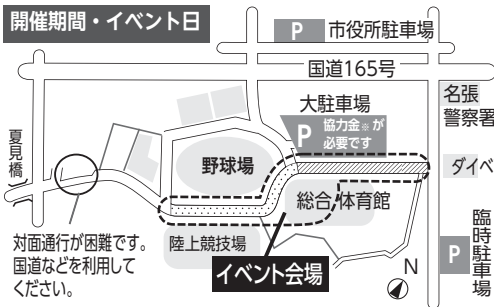 開催期間・イベント日
P 市役所駐車場
国道165号
大駐車場
P 協力金※が
必要です
名張
警察署
夏見橋
野球場
ダイベ
総合体育館
対面通行が困難です。
国道などを利用して
ください。
陸上競技場
イベント会場
N
P 臨時駐車場